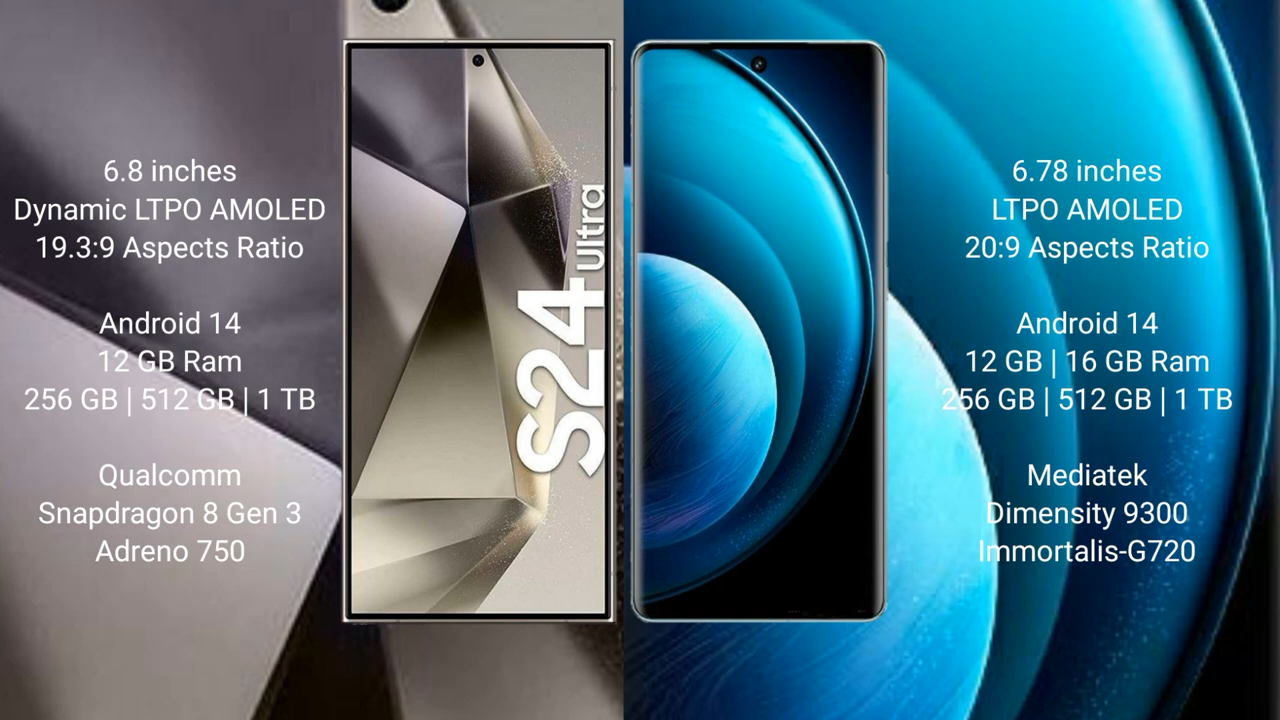 6.8 inches
Dynamic LTPO AMOLED
19.3:9 Aspects Ratio
Android 14
12 GB Ram
256 GB | 512 GB | 1 TB
Qualcomm
Snapdragon 8 Gen 3
Adreno 750
S24 ultra
6.78 inches
LTPO AMOLED
20:9 Aspects Ratio
Android 14
12 GB | 16 GB Ram
256 GB | 512 GB | 1 TB
Mediatek
Dimensity 9300
Immortalis-G720